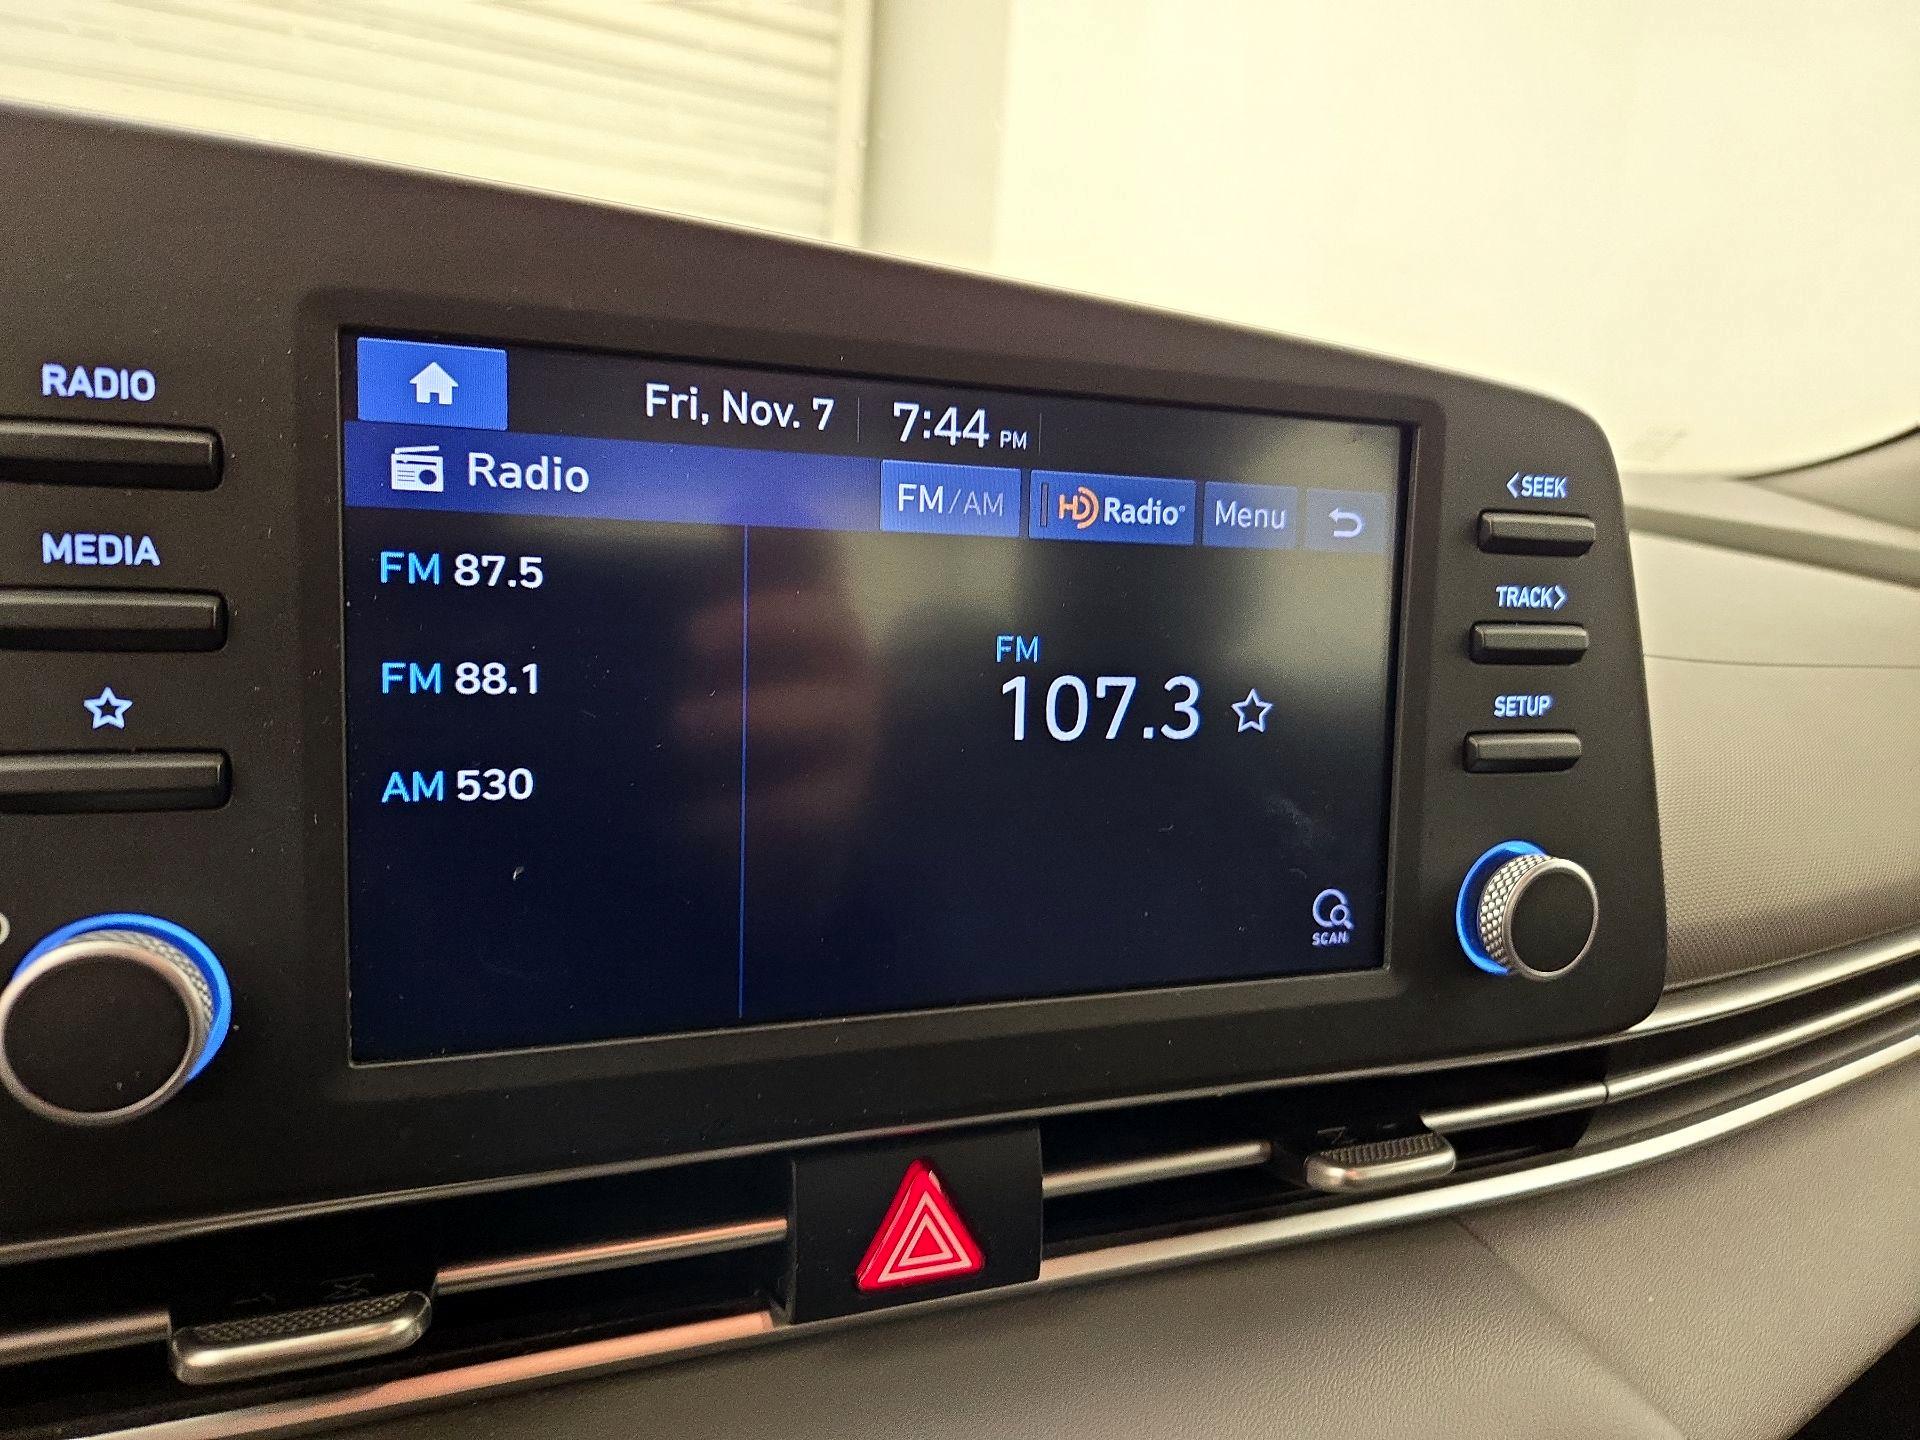 RADIO
MEDIA
Fri, Nov. 7
7:44 PM
Radio
FM/AM
HD Radio
Menu
FM 87.5
FM 88.1
AM 530
FM
107.3
SCAN
<SEEK
TRACK>
SETUP